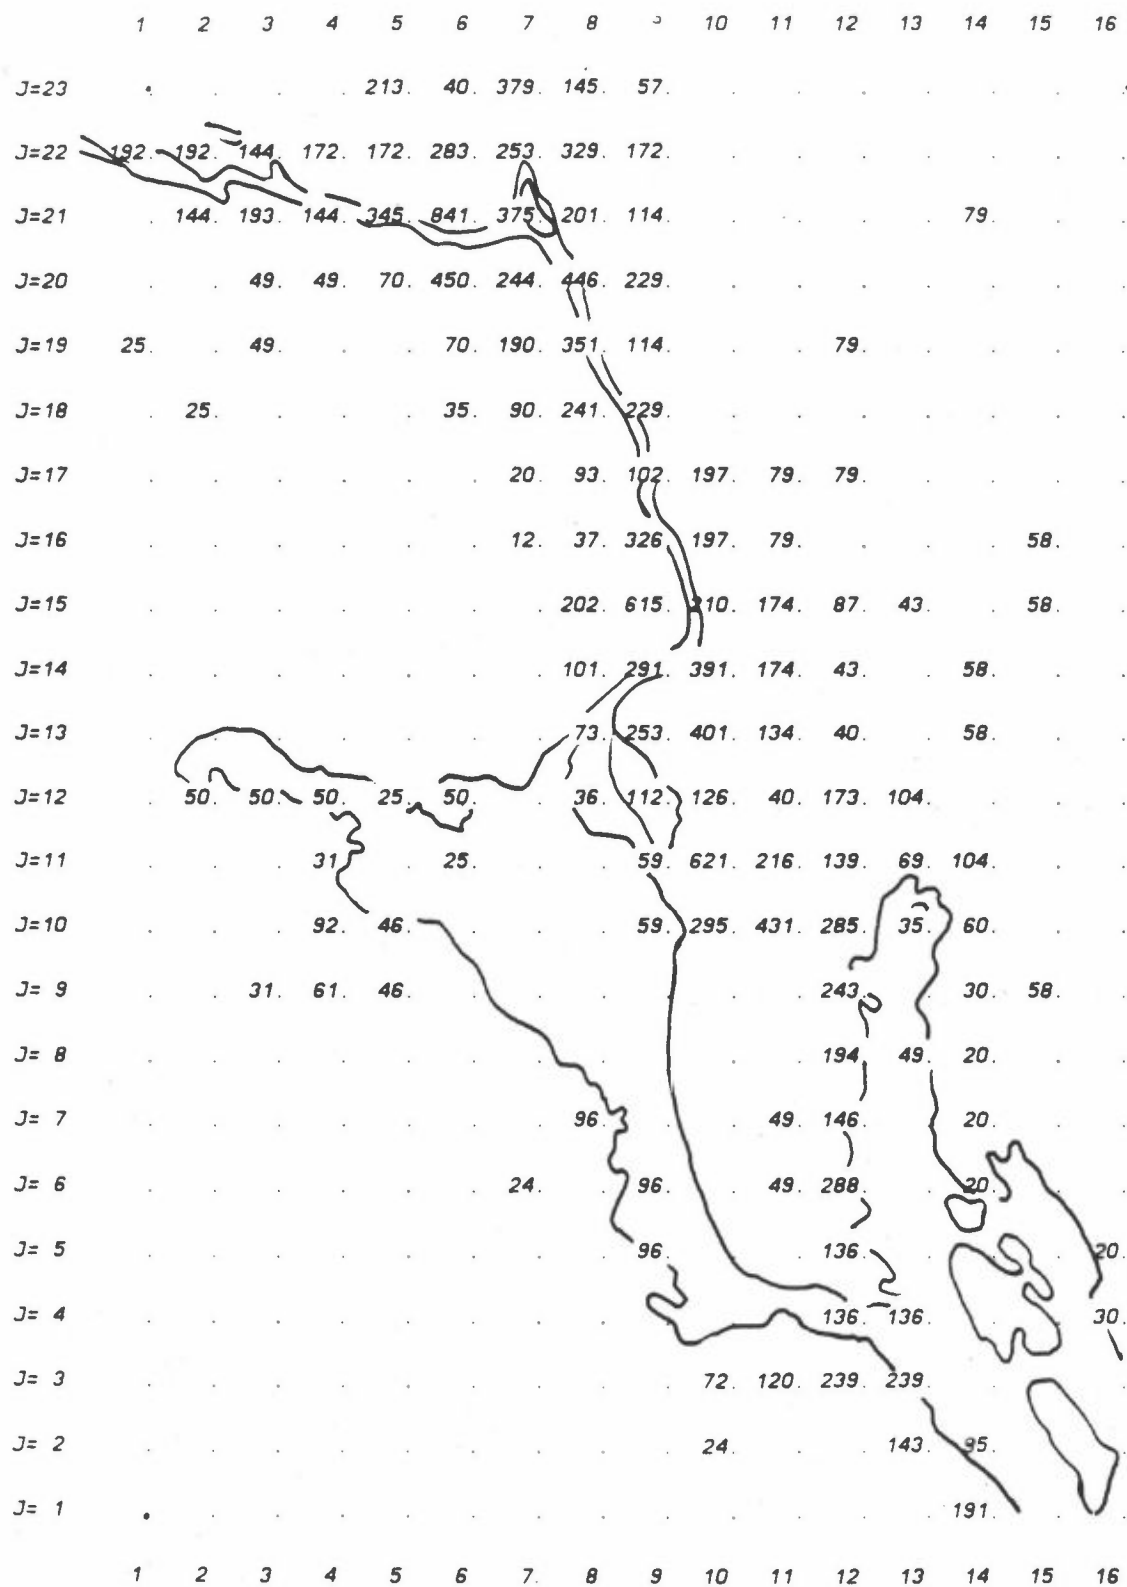 1 2 3 4 5 6 7 8 9 10 11 12 13 14 15 16
J=23 . . . . 213. 40. 379. 145. 57. . . . . . . .
J=22 192. 192. 144. 172. 172. 283. 253. 329. 172. . . . . . . .
J=21 . 144. 193. 144. 345. 841. 375. 201. 114. . . . . 79. . .
J=20 . . 49. 49. 70. 450. 244. 446. 229. . . . . . . .
J=19 25. . 49. . . 70. 190. 351. 114. . . 79. . . . .
J=18 . 25. . . . 35. 90. 241. 229. . . . . . .
J=17 . . . . . . 20. 93. 102. 197. 79. 79. . . . .
J=16 . . . . . . 12. 37. 326. 197. 79. . . . 58. .
J=15 . . . . . . . 202. 615. 210. 174. 87. 43. . 58. .
J=14 . . . . . . . 101. 291. 391. 174. 43. . 58. . .
J=13 . . . . . . . 73. 253. 401. 134. 40. . 58. . .
J=12 . 50. 50. 50. 25. 50. . 36. 112. 126. 40. 173. 104. . . .
J=11 . . . 31. . 25. . . 59. 621. 216. 139. 69. 104. . .
J=10 . . . 92. 46. . . . 59. 295. 431. 285. 35. 60. . .
J= 9 . . 31. 61. 46. . . . . . . 243. . 30. 58. .
J= 8 . . . . . . . . . . . 194. 49. 20. . .
J= 7 . . . . . . . 96. . . 49. 146. . 20. . .
J= 6 . . . . . . 24. . 96. . 49. 288. . 20. . .
J= 5 . . . . . . . . 96. . . 136. . . . 20.
J= 4 . . . . . . . . . . . 136. 136. . . 30.
J= 3 . . . . . . . . . 72. 120. 239. 239. . . .
J= 2 . . . . . . . . . 24. . . 143. 95. . .
J= 1 . . . . . . . . . . . . . 191. . .
1 2 3 4 5 6 7. 8 9 10 11 12 13 14 15 16